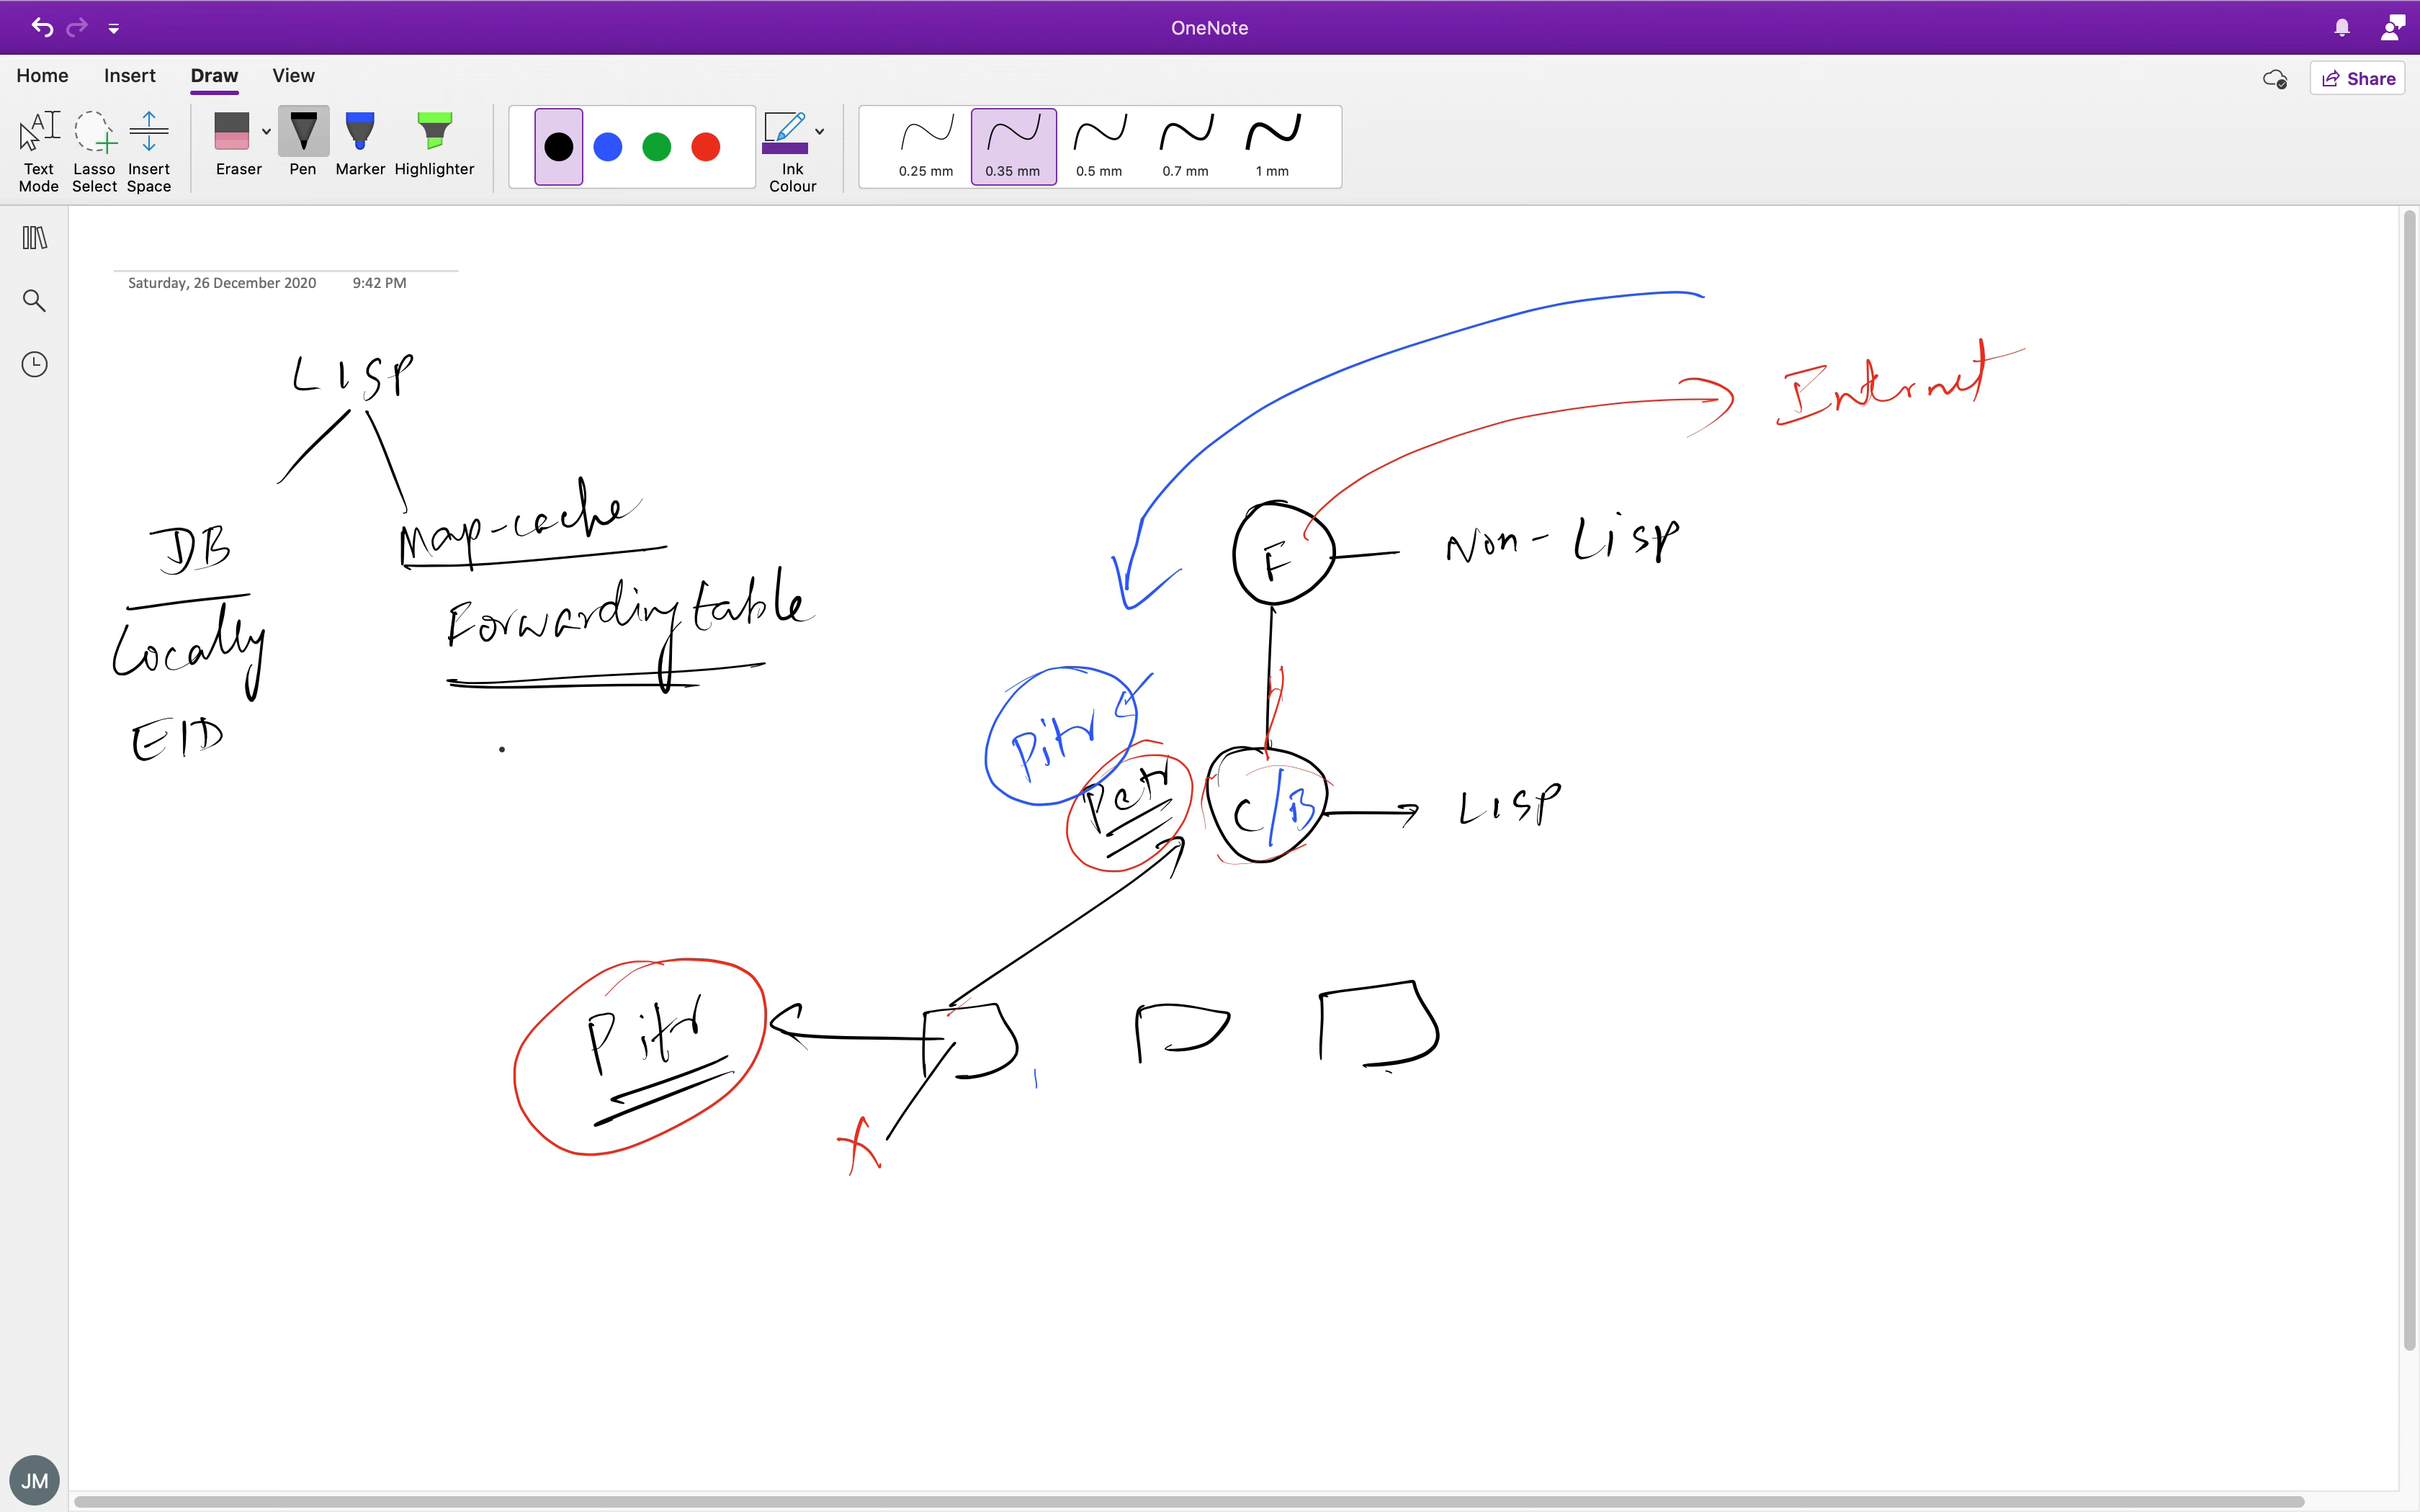 OneNote
Home Insert Draw View
Share
Text Mode
Lasso Select
Insert Space
Eraser
Pen
Marker
Highlighter
Ink Colour
0.25 mm
0.35 mm
0.5 mm
0.7 mm
1 mm
Saturday, 26 December 2020 9:42 PM
LISP
DB
Locally
EID
Map-cache
Forwarding table
Internet
F
Non-Lisp
Pitr
Petr
C/B
LISP
Pitr
X
JM